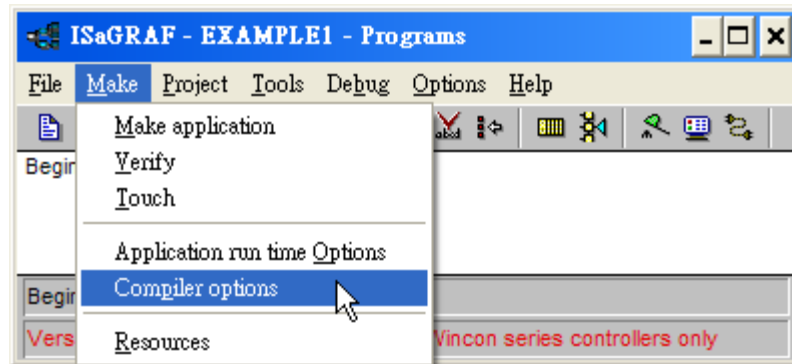 ISaGRAF - EXAMPLE1 - Programs
File Make Project Tools Debug Options Help
Make application
Begin
Verify
Touch
Application run time Options
Compiler options
Begin
Resources
Wincon series controllers only